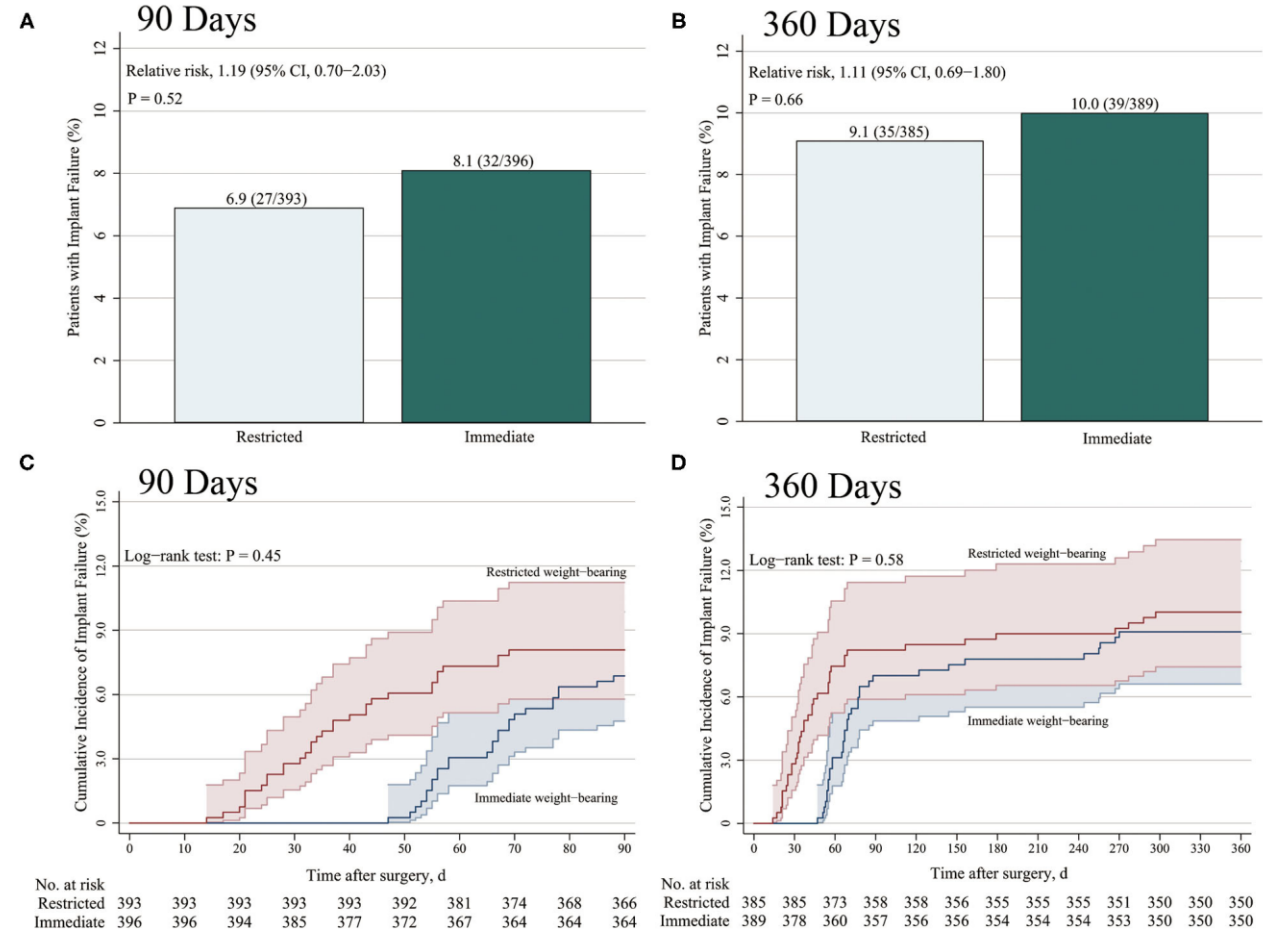 A
90 Days
Patients with Implant Failure (%)
12
10
8
6
4
2
0
Relative risk, 1.19 (95% CI, 0.70−2.03)
P = 0.52
6.9 (27/393)
8.1 (32/396)
Restricted
Immediate
B
360 Days
Patients with Implant Failure (%)
12
10
8
6
4
2
0
Relative risk, 1.11 (95% CI, 0.69−1.80)
P = 0.66
9.1 (35/385)
10.0 (39/389)
Restricted
Immediate
C
90 Days
Cumulative Incidence of Implant Failure (%)
15.0
12.0
9.0
6.0
3.0
0
Log−rank test: P = 0.45
Restricted weight−bearing
Immediate weight−bearing
0 10 20 30 40 50 60 70 80 90
Time after surgery, d
No. at risk
Restricted 393 393 393 393 393 392 381 374 368 366
Immediate 396 396 394 385 377 372 367 364 364 364
D
360 Days
Cumulative Incidence of Implant Failure (%)
15.0
12.0
9.0
6.0
3.0
0
Log−rank test: P = 0.58
Restricted weight−bearing
Immediate weight−bearing
0 30 60 90 120 150 180 210 240 270 300 330 360
Time after surgery, d
No. at risk
Restricted 385 385 373 358 358 356 355 355 355 351 350 350 350
Immediate 389 378 360 357 356 356 354 354 354 353 350 350 350